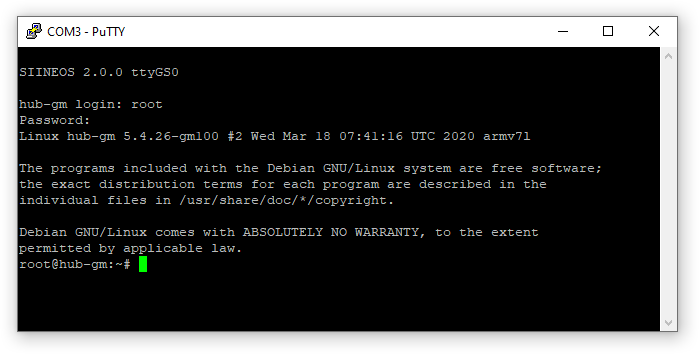 COM3 - PuTTY
SIINEOS 2.0.0 ttyGS0
hub-gm login: root
Password:
Linux hub-gm 5.4.26-gm100 #2 Wed Mar 18 07:41:16 UTC 2020 armv7l
The programs included with the Debian GNU/Linux system are free software;
the exact distribution terms for each program are described in the
individual files in /usr/share/doc/*/copyright.
Debian GNU/Linux comes with ABSOLUTELY NO WARRANTY, to the extent
permitted by applicable law.
root@hub-gm:~#